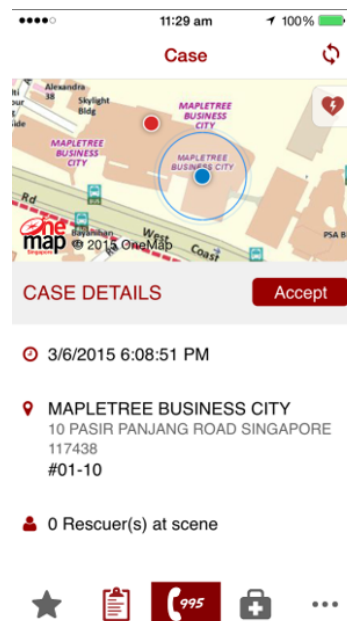 11:29 am
100%
Case
Alexandra
38
Skylight
Bldg
MAPLETREE
BUSINESS
CITY
MAPLETREE
BUSINESS
CITY
MAPLETREE
BUSINESS CITY
Rd
West
Coast
PSA B
one
map
Singapore
Bayanihan
© 2015 OneMap
CASE DETAILS
Accept
3/6/2015 6:08:51 PM
MAPLETREE BUSINESS CITY
10 PASIR PANJANG ROAD SINGAPORE
117438
#01-10
0 Rescuer(s) at scene
995